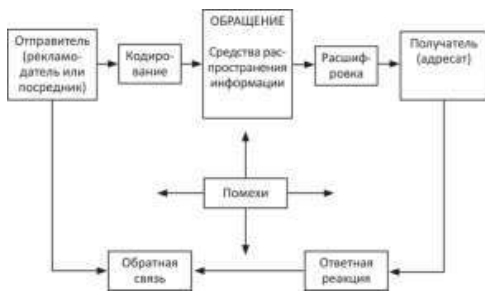 Отправитель
(рекламо-
датель или
посредник)
Кодиро-
вание
ОБРАЩЕНИЕ
Средства рас-
пространения
информации
Расшиф-
ровка
Получатель
(адресат)
Помехи
Обратная
связь
Ответная
реакция